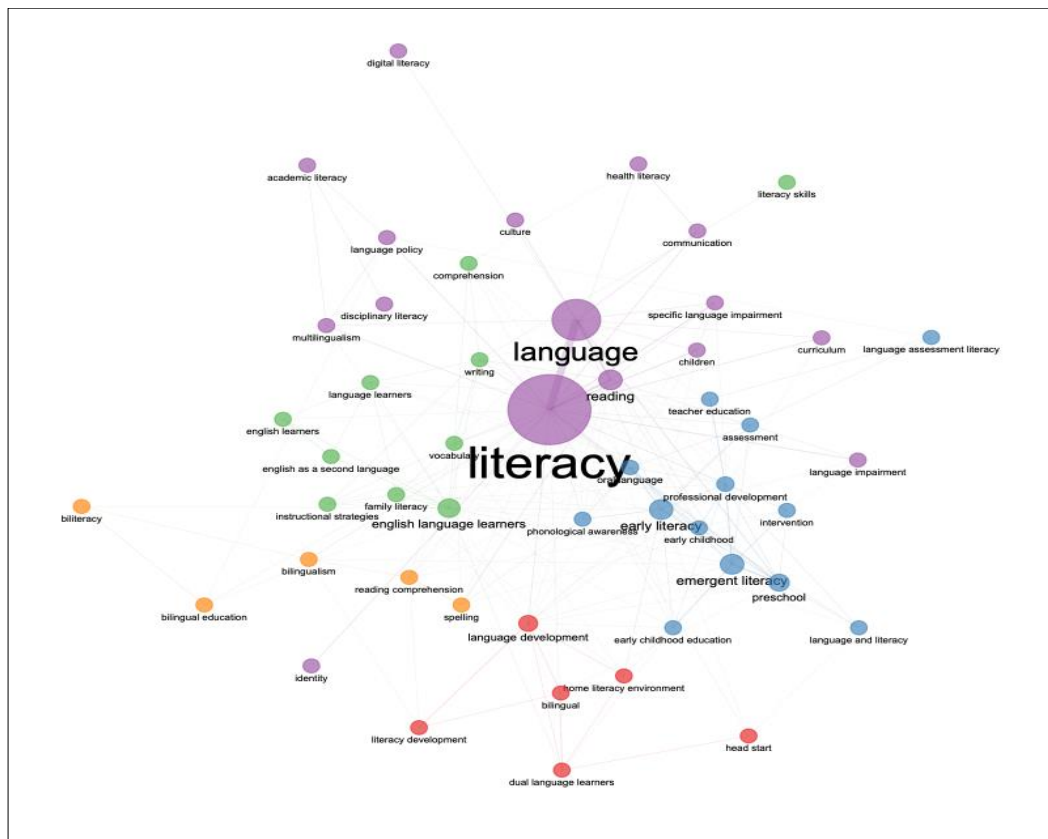 digital literacy
academic literacy
health literacy
literacy skills
culture
communication
language policy
comprehension
disciplinary literacy
specific language impairment
multilingualism
language
curriculum
language assessment literacy
children
writing
reading
language learners
teacher education
english learners
assessment
vocabulary
literacy
english as a second language
language impairment
oral language
professional development
family literacy
biliteracy
instructional strategies
english language learners
phonological awareness
early literacy
early childhood
intervention
bilingualism
emergent literacy
reading comprehension
preschool
bilingual education
spelling
language development
early childhood education
language and literacy
identity
home literacy environment
bilingual
literacy development
head start
dual language learners